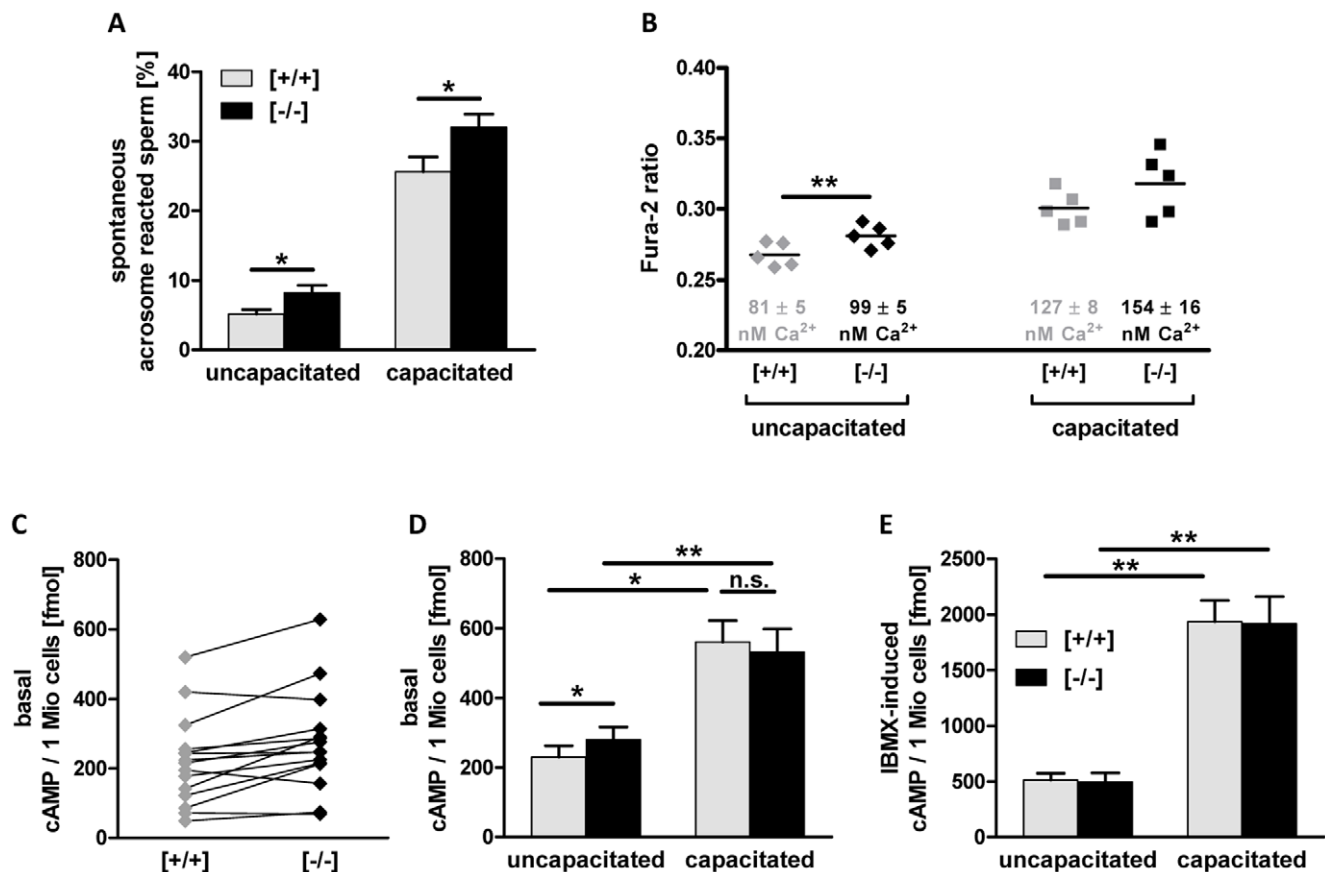 A
spontaneous
acrosome reacted sperm [%]
40
30
20
10
0
[+/+]
[-/-]
*
*
uncapacitated
capacitated
B
Fura-2 ratio
0.40
0.35
0.30
0.25
0.20
**
81 ± 5
nM Ca²⁺
99 ± 5
nM Ca²⁺
127 ± 8
nM Ca²⁺
154 ± 16
nM Ca²⁺
[+/+]
[-/-]
[+/+]
[-/-]
uncapacitated
capacitated
C
basal
cAMP / 1 Mio cells [fmol]
800
600
400
200
0
[+/+]
[-/-]
D
basal
cAMP / 1 Mio cells [fmol]
800
600
400
200
0
**
*
n.s.
*
uncapacitated
capacitated
E
IBMX-induced
cAMP / 1 Mio cells [fmol]
2500
2000
1500
1000
500
0
**
**
[+/+]
[-/-]
uncapacitated
capacitated